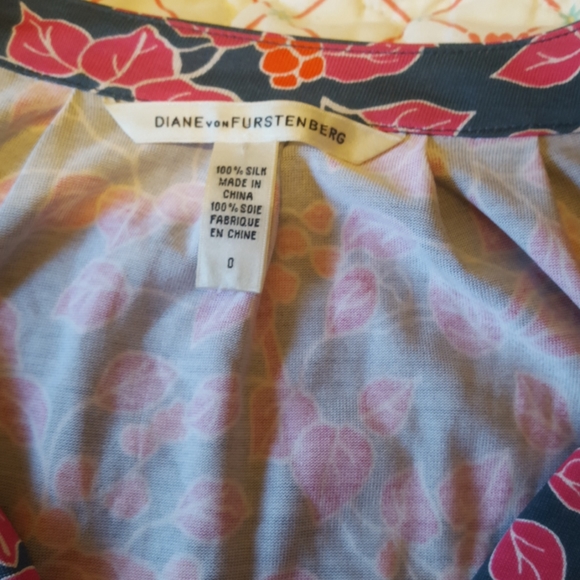 DIANE VON FURSTENBERG
100% SILK
MADE IN
CHINA
100% SOIE
FABRIQUE
EN CHINE
0